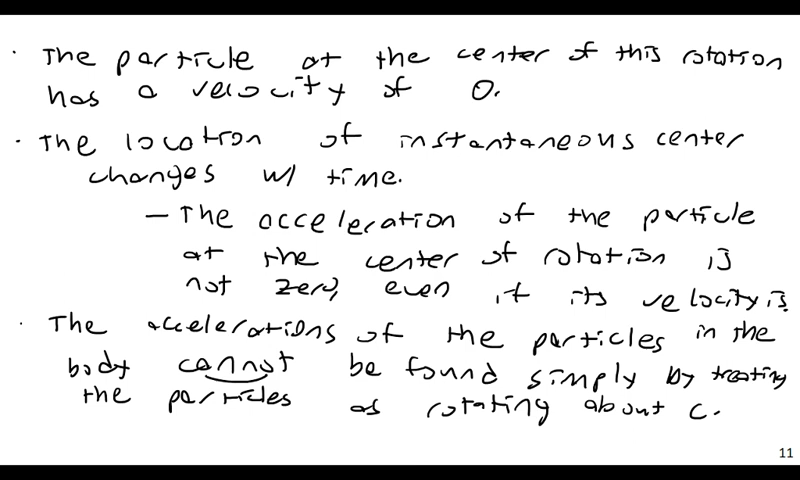 · The particle at the center of this rotation
has a velocity of 0.
· The location of instantaneous center
changes w/ time.
— The acceleration of the particle
at the center of rotation is
not zero, even if its velocity is.
· The accelerations of the particles in the
body cannot be found simply by treating
the particles as rotating about C.
11